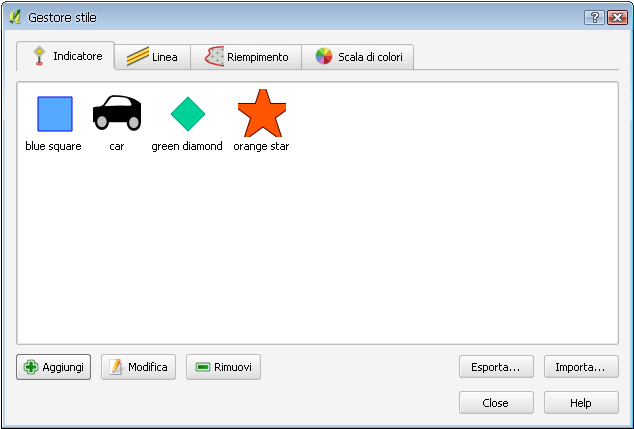 Gestore stile
Indicatore Linea Riempimento Scala di colori
blue square car green diamond orange star
Aggiungi Modifica Rimuovi Esporta... Importa...
Close Help